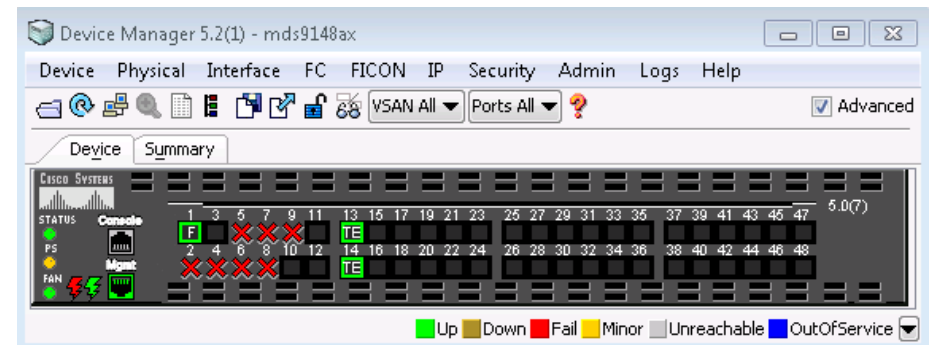 Device Manager 5.2(1) - mds9148ax
Device Physical Interface FC FICON IP Security Admin Logs Help
VSAN All Ports All Advanced
Device Summary
CISCO SYSTEMS
5.0(7)
STATUS Console 1 3 5 7 9 11 13 15 17 19 21 23 25 27 29 31 33 35 37 39 41 43 45 47
F TE
PS 2 4 6 8 10 12 14 16 18 20 22 24 26 28 30 32 34 36 38 40 42 44 46 48
Mgmt TE
FAN
Up Down Fail Minor Unreachable OutOfService